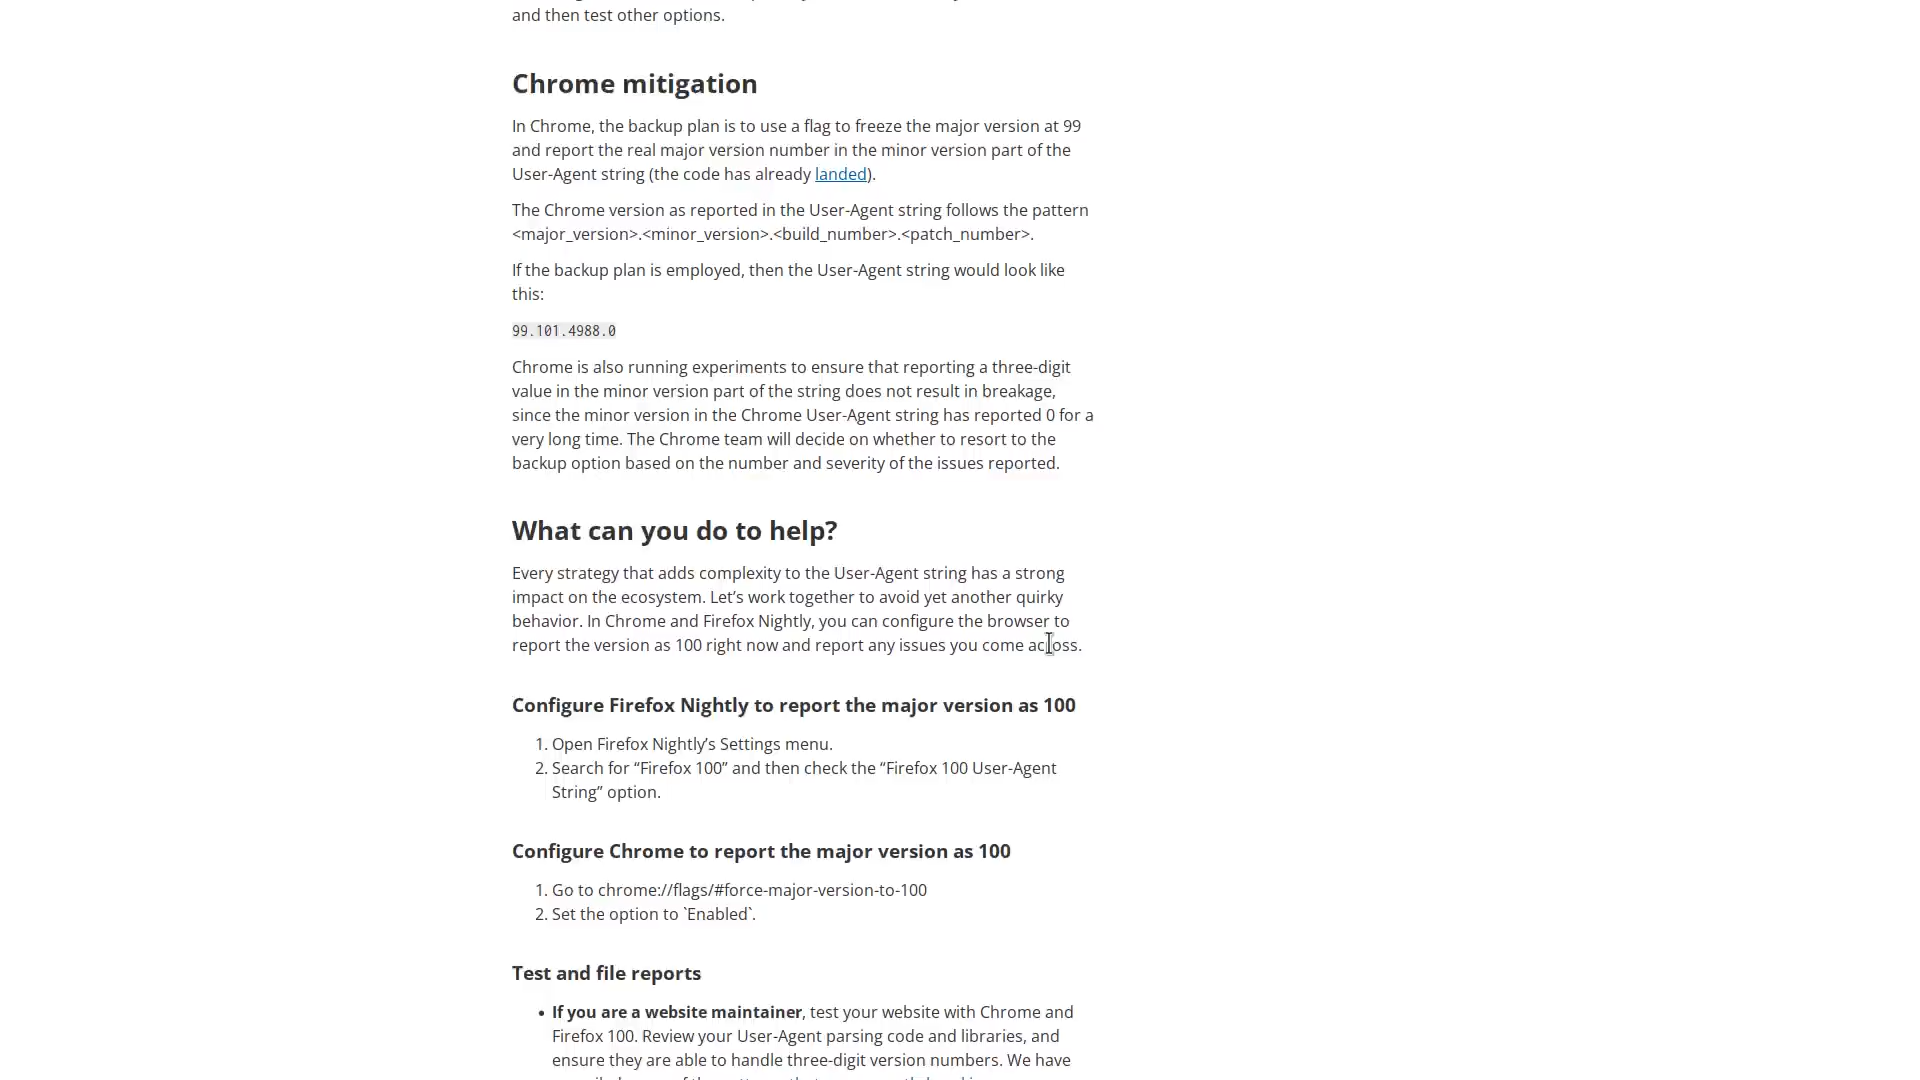 and then test other options.
Chrome mitigation
In Chrome, the backup plan is to use a flag to freeze the major version at 99
and report the real major version number in the minor version part of the
User-Agent string (the code has already landed).
The Chrome version as reported in the User-Agent string follows the pattern
<major_version>.<minor_version>.<build_number>.<patch_number>.
If the backup plan is employed, then the User-Agent string would look like
this:
99.101.4988.0
Chrome is also running experiments to ensure that reporting a three-digit
value in the minor version part of the string does not result in breakage,
since the minor version in the Chrome User-Agent string has reported 0 for a
very long time. The Chrome team will decide on whether to resort to the
backup option based on the number and severity of the issues reported.
What can you do to help?
Every strategy that adds complexity to the User-Agent string has a strong
impact on the ecosystem. Let’s work together to avoid yet another quirky
behavior. In Chrome and Firefox Nightly, you can configure the browser to
report the version as 100 right now and report any issues you come across.
Configure Firefox Nightly to report the major version as 100
1. Open Firefox Nightly’s Settings menu.
2. Search for “Firefox 100” and then check the “Firefox 100 User-Agent
String” option.
Configure Chrome to report the major version as 100
1. Go to chrome://flags/#force-major-version-to-100
2. Set the option to `Enabled`.
Test and file reports
• If you are a website maintainer, test your website with Chrome and
Firefox 100. Review your User-Agent parsing code and libraries, and
ensure they are able to handle three-digit version numbers. We have